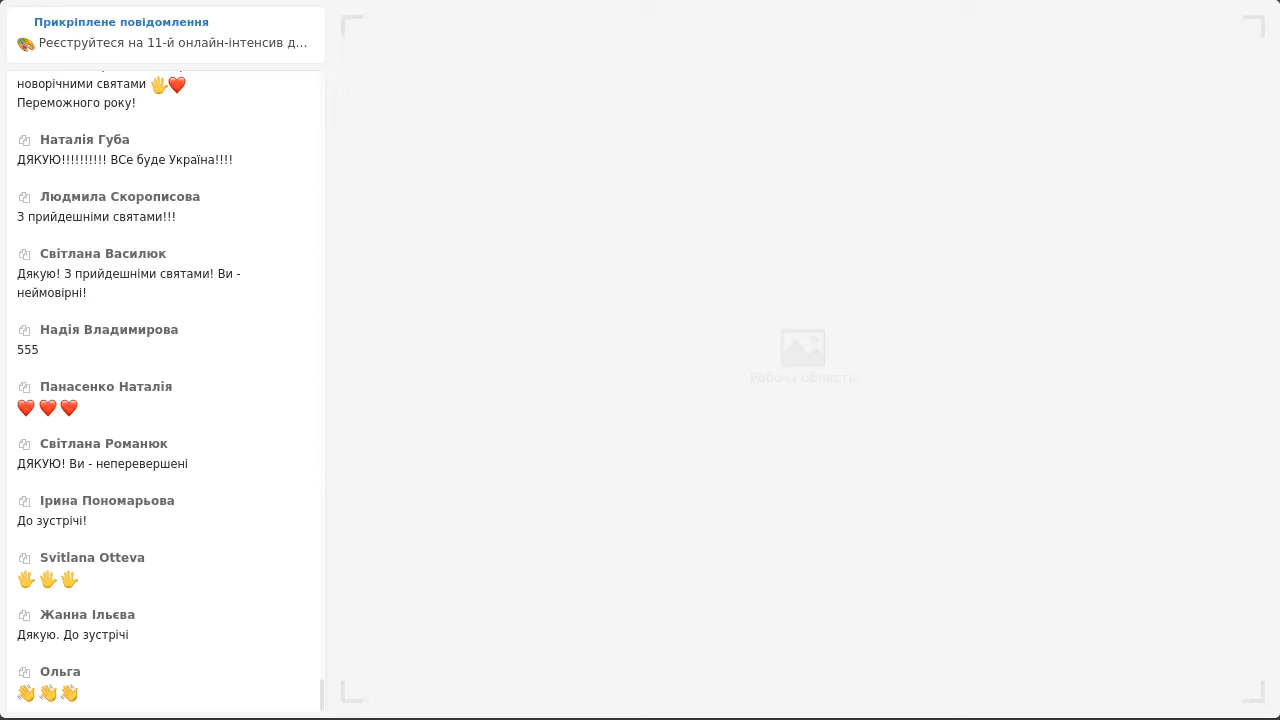 Прикріплене повідомлення
🎨 Реєструйтеся на 11-й онлайн-інтенсив д...
новорічними святами 🖐❤️
Переможного року!
Наталія Губа
ДЯКУЮ!!!!!!!!!! ВСе буде Україна!!!!
Людмила Скорописова
З прийдешніми святами!!!
Світлана Василюк
Дякую! З прийдешніми святами! Ви -
неймовірні!
Надія Владимирова
555
Панасенко Наталія
❤️ ❤️ ❤️
Світлана Романюк
ДЯКУЮ! Ви - неперевершені
Ірина Пономарьова
До зустрічі!
Svitlana Otteva
🖐 🖐 🖐
Жанна Ільєва
Дякую. До зустрічі
Ольга
👋 👋 👋
Робоча область